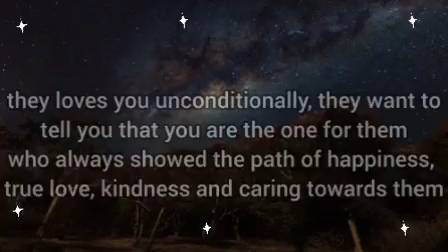 they loves you unconditionally, they want to
tell you that you are the one for them
who always showed the path of happiness,
true love, kindness and caring towards them